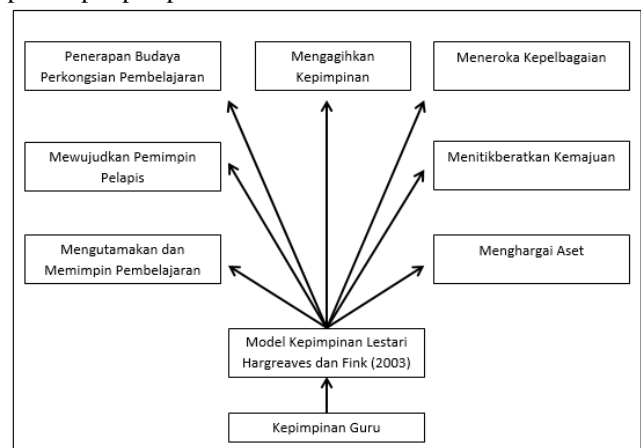 Penerapan Budaya
Perkongsian Pembelajaran
Mengagihkan
Kepimpinan
Meneroka Kepelbagaian
Mewujudkan Pemimpin
Pelapis
Menitikberatkan Kemajuan
Mengutamakan dan
Memimpin Pembelajaran
Menghargai Aset
Model Kepimpinan Lestari
Hargreaves dan Fink (2003)
Kepimpinan Guru